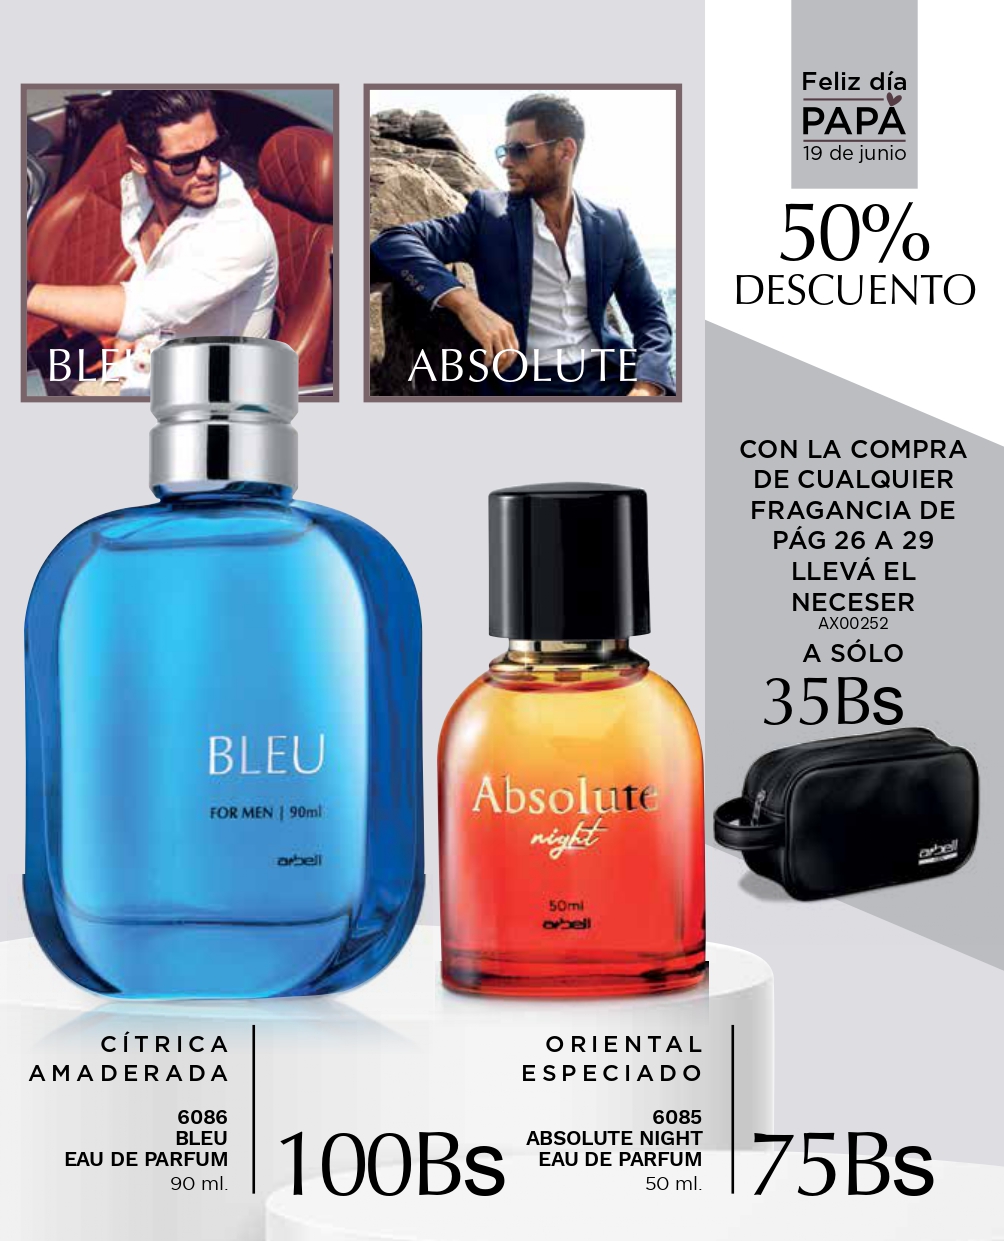 Feliz día
PAPÁ
19 de junio
50%
DESCUENTO
BLEU
ABSOLUTE
CON LA COMPRA
DE CUALQUIER
FRAGANCIA DE
PÁG 26 A 29
LLEVÁ EL
NECESER
AX00252
A SÓLO
35Bs
arbell
BLEU
FOR MEN | 90ml
arbell
Absolute
night
50ml
arbell
CÍTRICA
AMADERADA
6086
BLEU
EAU DE PARFUM
90 ml.
100Bs
ORIENTAL
ESPECIADO
6085
ABSOLUTE NIGHT
EAU DE PARFUM
50 ml.
75Bs